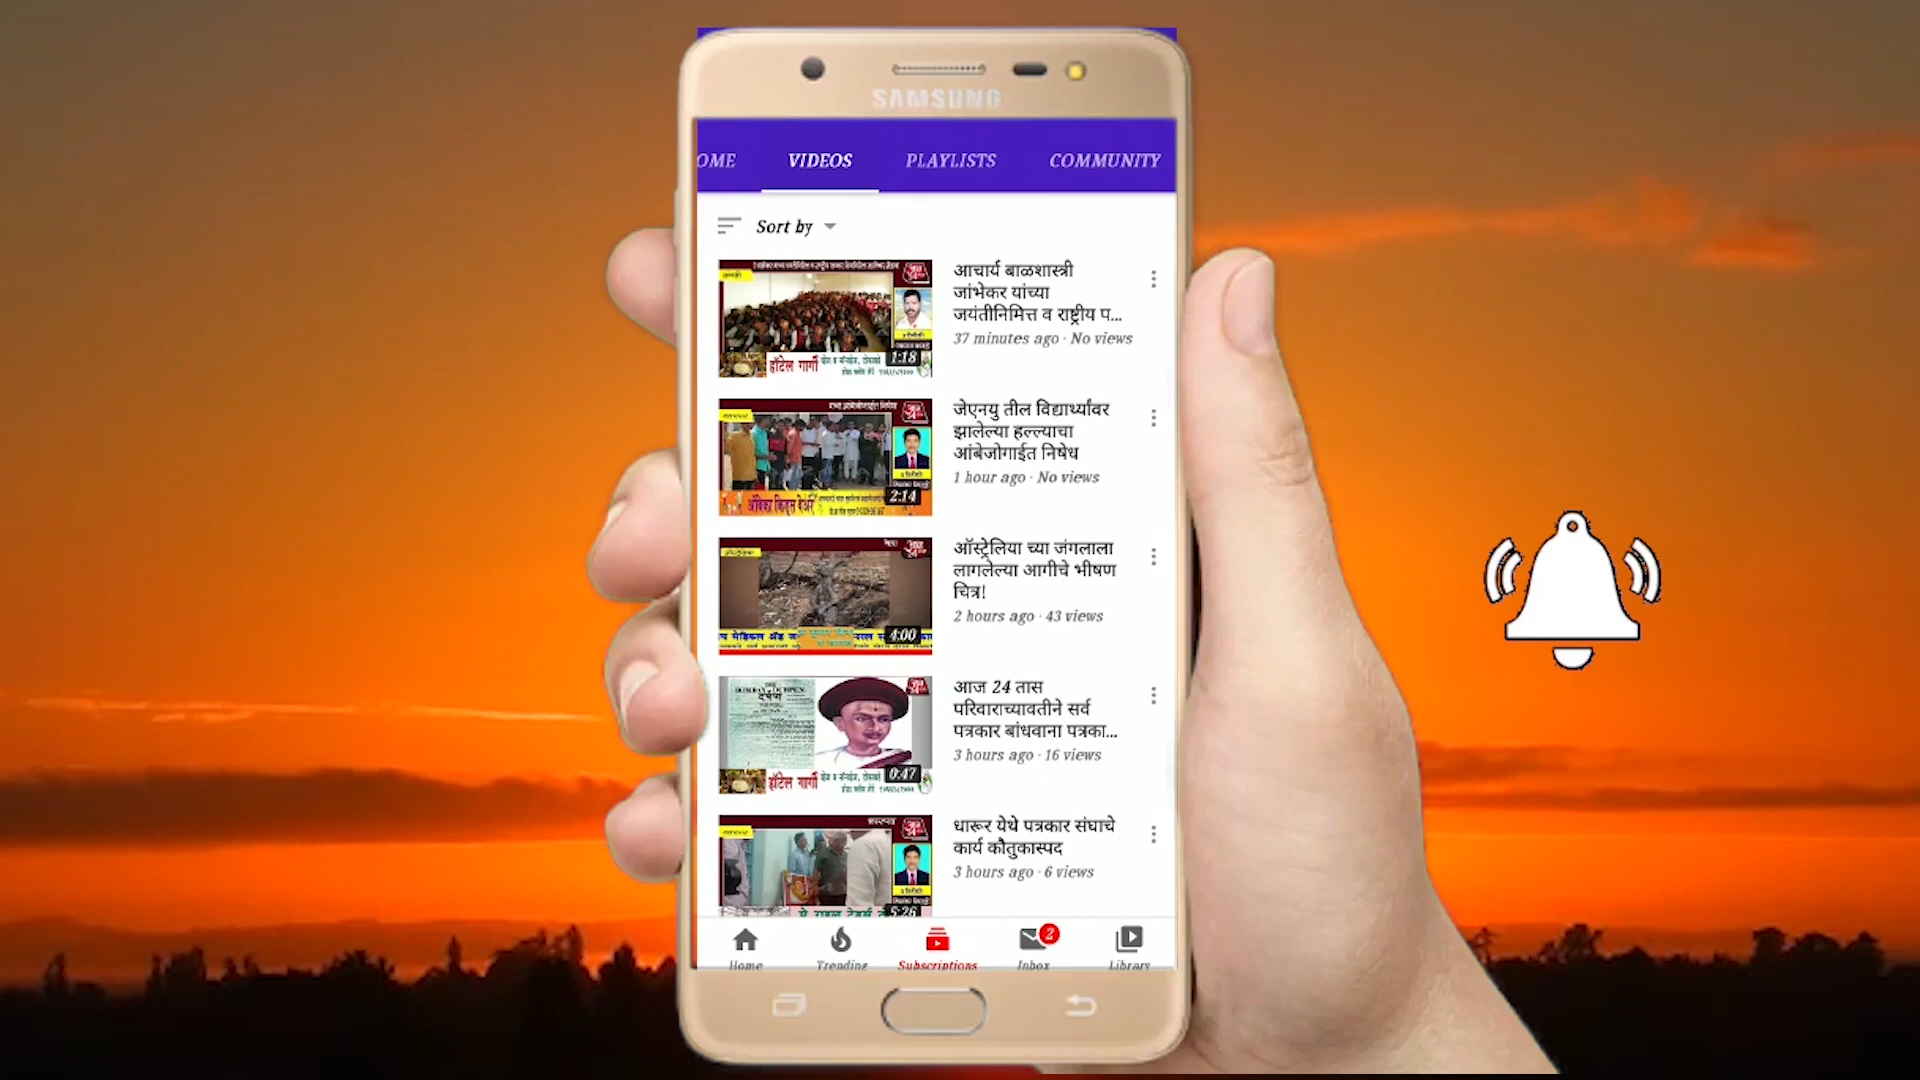 SAMSUNG
OME VIDEOS PLAYLISTS COMMUNITY
Sort by
आचार्य बाळशास्त्री
जांभेकर यांच्या
जयंतीनिमित्त व राष्ट्रीय प...
37 minutes ago · No views
हॉटेल गार्गी
1:18
जेएनयु तील विद्यार्थ्यांवर
झालेल्या हल्ल्याचा
आंबेजोगाईत निषेध
1 hour ago · No views
2:14
अंबिका किड्स वेअर
ऑस्ट्रेलिया च्या जंगलाला
लागलेल्या आगीचे भीषण
चित्र!
2 hours ago · 43 views
4:00
आज 24 तास
परिवाराच्यावतीने सर्व
पत्रकार बांधवाना पत्रका...
3 hours ago · 16 views
हॉटेल गार्गी
0:47
धारूर येथे पत्रकार संघाचे
कार्य कौतुकास्पद
3 hours ago · 6 views
5:26
2
Home Trending Subscriptions Inbox Library